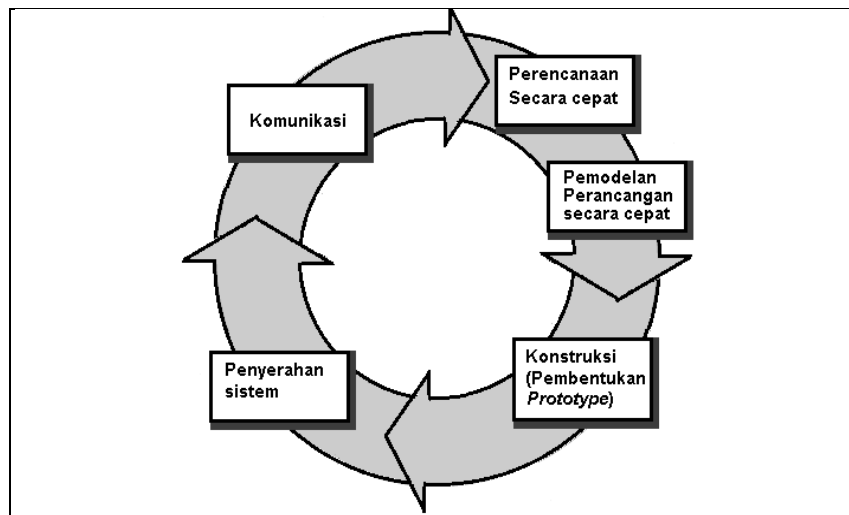 Komunikasi
Perencanaan
Secara cepat
Pemodelan
Perancangan
secara cepat
Konstruksi
(Pembentukan
Prototype)
Penyerahan
sistem